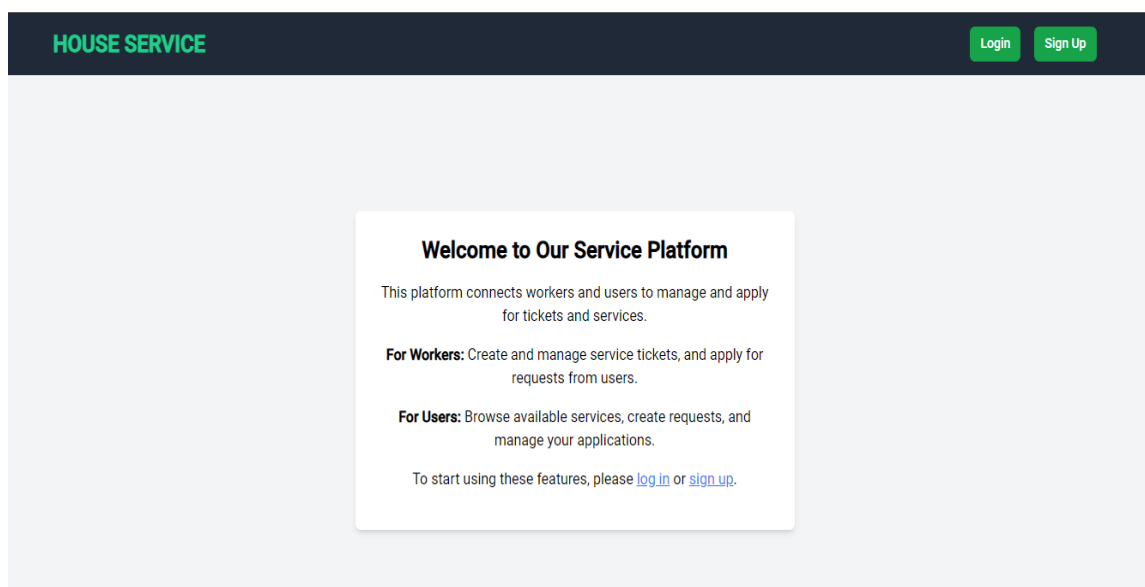 HOUSE SERVICE
Login
Sign Up
Welcome to Our Service Platform
This platform connects workers and users to manage and apply
for tickets and services.
For Workers: Create and manage service tickets, and apply for
requests from users.
For Users: Browse available services, create requests, and
manage your applications.
To start using these features, please log in or sign up.